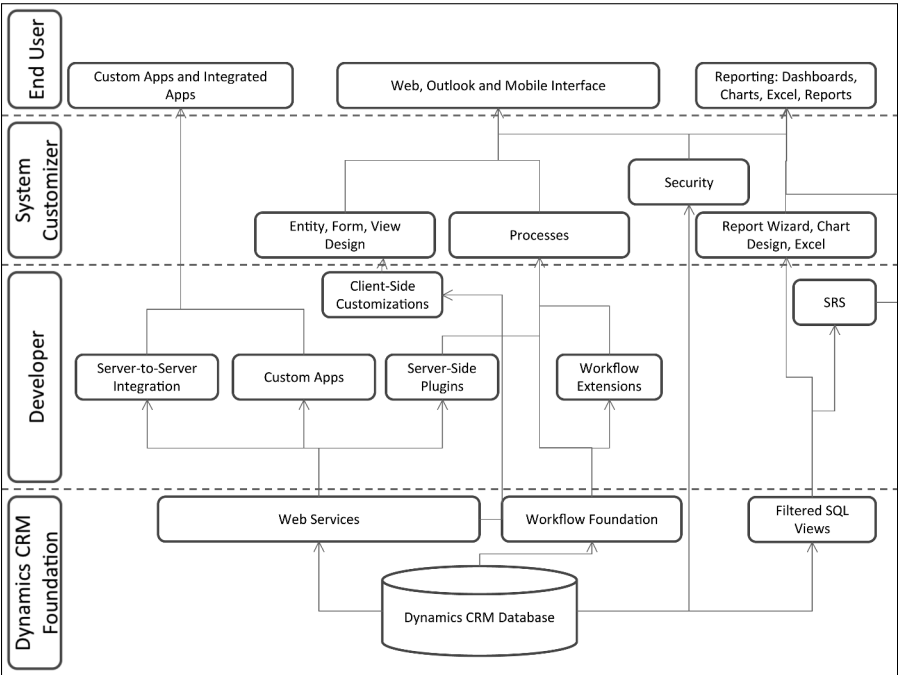 End User
Custom Apps and Integrated
Apps
Web, Outlook and Mobile Interface
Reporting: Dashboards,
Charts, Excel, Reports
System
Customizer
Security
Entity, Form, View
Design
Processes
Report Wizard, Chart
Design, Excel
Developer
Client-Side
Customizations
SRS
Server-to-Server
Integration
Custom Apps
Server-Side
Plugins
Workflow
Extensions
Dynamics CRM
Foundation
Web Services
Workflow Foundation
Filtered SQL
Views
Dynamics CRM Database